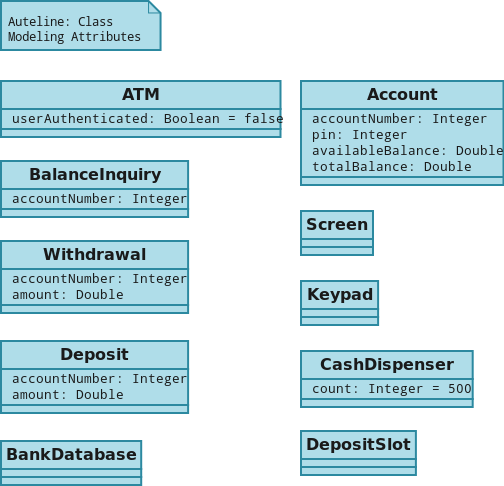 Auteline: Class
Modeling Attributes
ATM
userAuthenticated: Boolean = false
BalanceInquiry
accountNumber: Integer
Withdrawal
accountNumber: Integer
amount: Double
Deposit
accountNumber: Integer
amount: Double
BankDatabase
Account
accountNumber: Integer
pin: Integer
availableBalance: Double
totalBalance: Double
Screen
Keypad
CashDispenser
count: Integer = 500
DepositSlot